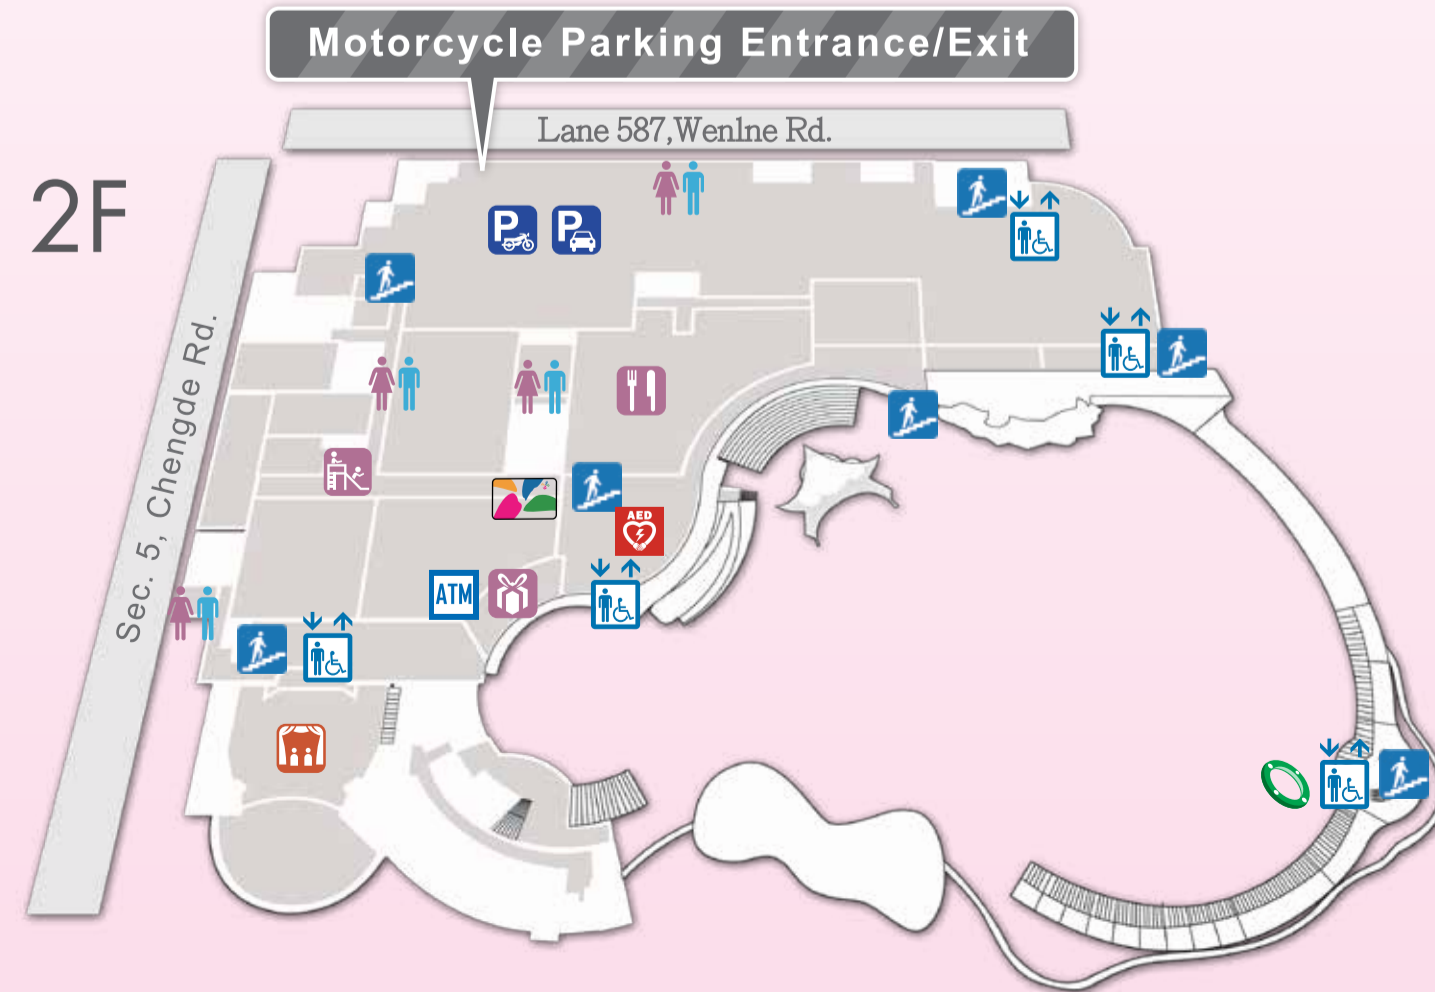 Motorcycle Parking Entrance/Exit
Lane 587,Wenlne Rd.
2F
Sec. 5, Chengde Rd.
P
P
AED
ATM